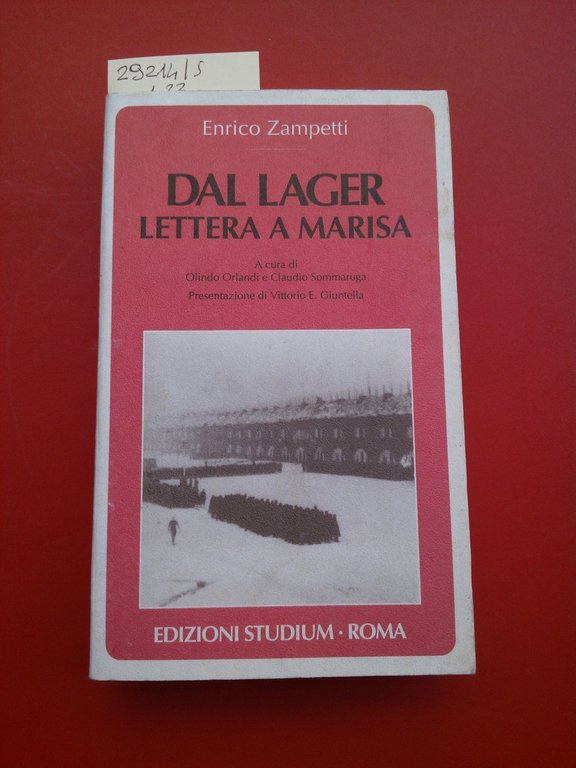 29214/S
Enrico Zampetti
DAL LAGER
LETTERA A MARISA
A cura di
Olindo Orlandi e Claudio Sommaruga
Presentazione di Vittorio E. Giuntella
EDIZIONI STUDIUM · ROMA